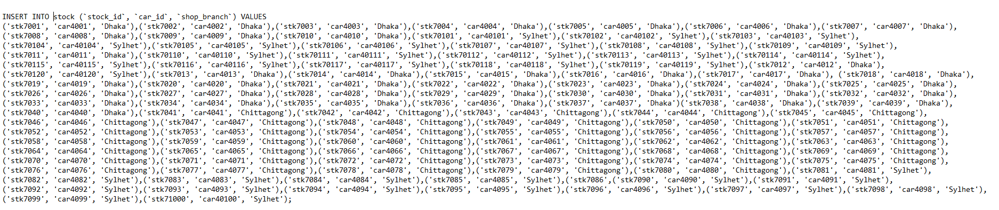 INSERT INTO stock (`stock_id`, `car_id`, `shop_branch`) VALUES
('stk7001', 'car4001', 'Dhaka'),('stk7002', 'car4002', 'Dhaka'),('stk7003', 'car4003', 'Dhaka'),('stk7004', 'car4004', 'Dhaka'),('stk7005', 'car4005', 'Dhaka'),('stk7006', 'car4006', 'Dhaka'),('stk7007', 'car4007', 'Dhaka'),
('stk7008', 'car4008', 'Dhaka'),('stk7009', 'car4009', 'Dhaka'),('stk7010', 'car4010', 'Dhaka'),('stk70101', 'car40101', 'Sylhet'),('stk70102', 'car40102', 'Sylhet'),('stk70103', 'car40103', 'Sylhet'),
('stk70104', 'car40104', 'Sylhet'),('stk70105', 'car40105', 'Sylhet'),('stk70106', 'car40106', 'Sylhet'),('stk70107', 'car40107', 'Sylhet'),('stk70108', 'car40108', 'Sylhet'),('stk70109', 'car40109', 'Sylhet'),
('stk7011', 'car4011', 'Dhaka'),('stk70110', 'car40110', 'Sylhet'),('stk70111', 'car40111', 'Sylhet'),('stk70112', 'car40112', 'Sylhet'),('stk70113', 'car40113', 'Sylhet'),('stk70114', 'car40114', 'Sylhet'),
('stk70115', 'car40115', 'Sylhet'),('stk70116', 'car40116', 'Sylhet'),('stk70117', 'car40117', 'Sylhet'),('stk70118', 'car40118', 'Sylhet'),('stk70119', 'car40119', 'Sylhet'),('stk7012', 'car4012', 'Dhaka'),
('stk70120', 'car40120', 'Sylhet'),('stk7013', 'car4013', 'Dhaka'),('stk7014', 'car4014', 'Dhaka'),('stk7015', 'car4015', 'Dhaka'),('stk7016', 'car4016', 'Dhaka'),('stk7017', 'car4017', 'Dhaka'), ('stk7018', 'car4018', 'Dhaka'),
('stk7019', 'car4019', 'Dhaka'),('stk7020', 'car4020', 'Dhaka'),('stk7021', 'car4021', 'Dhaka'),('stk7022', 'car4022', 'Dhaka'),('stk7023', 'car4023', 'Dhaka'),('stk7024', 'car4024', 'Dhaka'),('stk7025', 'car4025', 'Dhaka'),
('stk7026', 'car4026', 'Dhaka'),('stk7027', 'car4027', 'Dhaka'),('stk7028', 'car4028', 'Dhaka'),('stk7029', 'car4029', 'Dhaka'),('stk7030', 'car4030', 'Dhaka'),('stk7031', 'car4031', 'Dhaka'),('stk7032', 'car4032', 'Dhaka'),
('stk7033', 'car4033', 'Dhaka'),('stk7034', 'car4034', 'Dhaka'),('stk7035', 'car4035', 'Dhaka'),('stk7036', 'car4036', 'Dhaka'),('stk7037', 'car4037', 'Dhaka')('stk7038', 'car4038', 'Dhaka'),('stk7039', 'car4039', 'Dhaka'),
('stk7040', 'car4040', 'Dhaka'),('stk7041', 'car4041', 'Chittagong'),('stk7042', 'car4042', 'Chittagong'),('stk7043', 'car4043', 'Chittagong'),('stk7044', 'car4044', 'Chittagong'),('stk7045', 'car4045', 'Chittagong'),
('stk7046', 'car4046', 'Chittagong'),('stk7047', 'car4047', 'Chittagong'),('stk7048', 'car4048', 'Chittagong'),('stk7049', 'car4049', 'Chittagong'),('stk7050', 'car4050', 'Chittagong'),('stk7051', 'car4051', 'Chittagong'),
('stk7052', 'car4052', 'Chittagong'),('stk7053', 'car4053', 'Chittagong'),('stk7054', 'car4054', 'Chittagong'),('stk7055', 'car4055', 'Chittagong'),('stk7056', 'car4056', 'Chittagong'),('stk7057', 'car4057', 'Chittagong'),
('stk7058', 'car4058', 'Chittagong'),('stk7059', 'car4059', 'Chittagong'),('stk7060', 'car4060', 'Chittagong'),('stk7061', 'car4061', 'Chittagong'),('stk7062', 'car4062', 'Chittagong'),('stk7063', 'car4063', 'Chittagong'),
('stk7064', 'car4064', 'Chittagong'),('stk7065', 'car4065', 'Chittagong'),('stk7066', 'car4066', 'Chittagong'),('stk7067', 'car4067', 'Chittagong'),('stk7068', 'car4068', 'Chittagong'),('stk7069', 'car4069', 'Chittagong'),
('stk7070', 'car4070', 'Chittagong'),('stk7071', 'car4071', 'Chittagong'),('stk7072', 'car4072', 'Chittagong'),('stk7073', 'car4073', 'Chittagong'),('stk7074', 'car4074', 'Chittagong'),('stk7075', 'car4075', 'Chittagong'),
('stk7076', 'car4076', 'Chittagong'),('stk7077', 'car4077', 'Chittagong'),('stk7078', 'car4078', 'Chittagong'),('stk7079', 'car4079', 'Chittagong'),('stk7080', 'car4080', 'Chittagong'),('stk7081', 'car4081', 'Sylhet'),
('stk7082', 'car4082', 'Sylhet'),('stk7083', 'car4083', 'Sylhet'),('stk7084', 'car4084', 'Sylhet'),('stk7085', 'car4085', 'Sylhet'),('stk7086',('stk7090', 'car4090', 'Sylhet'),('stk7091', 'car4091', 'Sylhet'),
('stk7092', 'car4092', 'Sylhet'),('stk7093', 'car4093', 'Sylhet'),('stk7094', 'car4094', 'Sylhet'),('stk7095', 'car4095', 'Sylhet'),('stk7096', 'car4096', 'Sylhet'),('stk7097', 'car4097', 'Sylhet'),('stk7098', 'car4098', 'Sylhet'),
('stk7099', 'car4099', 'Sylhet'),('stk71000', 'car40100', 'Sylhet');